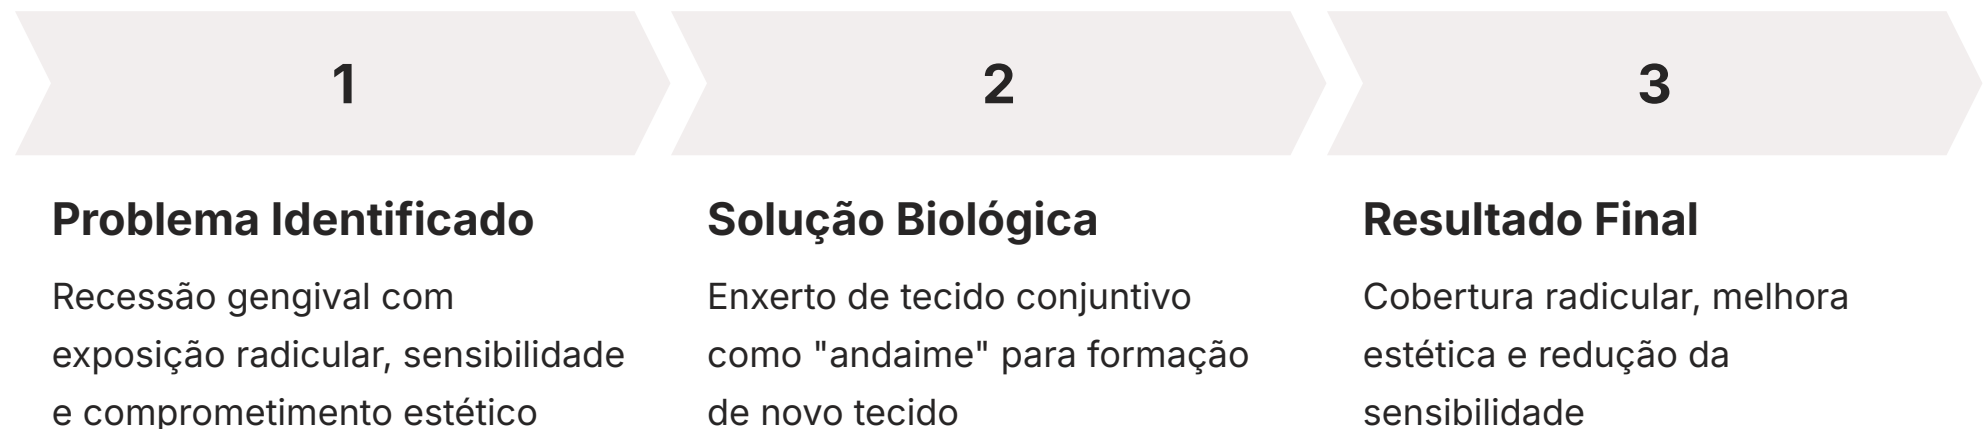 1
Problema Identificado
Recessão gengival com
exposição radicular, sensibilidade
e comprometimento estético
2
Solução Biológica
Enxerto de tecido conjuntivo
como "andaime" para formação
de novo tecido
3
Resultado Final
Cobertura radicular, melhora
estética e redução da
sensibilidade